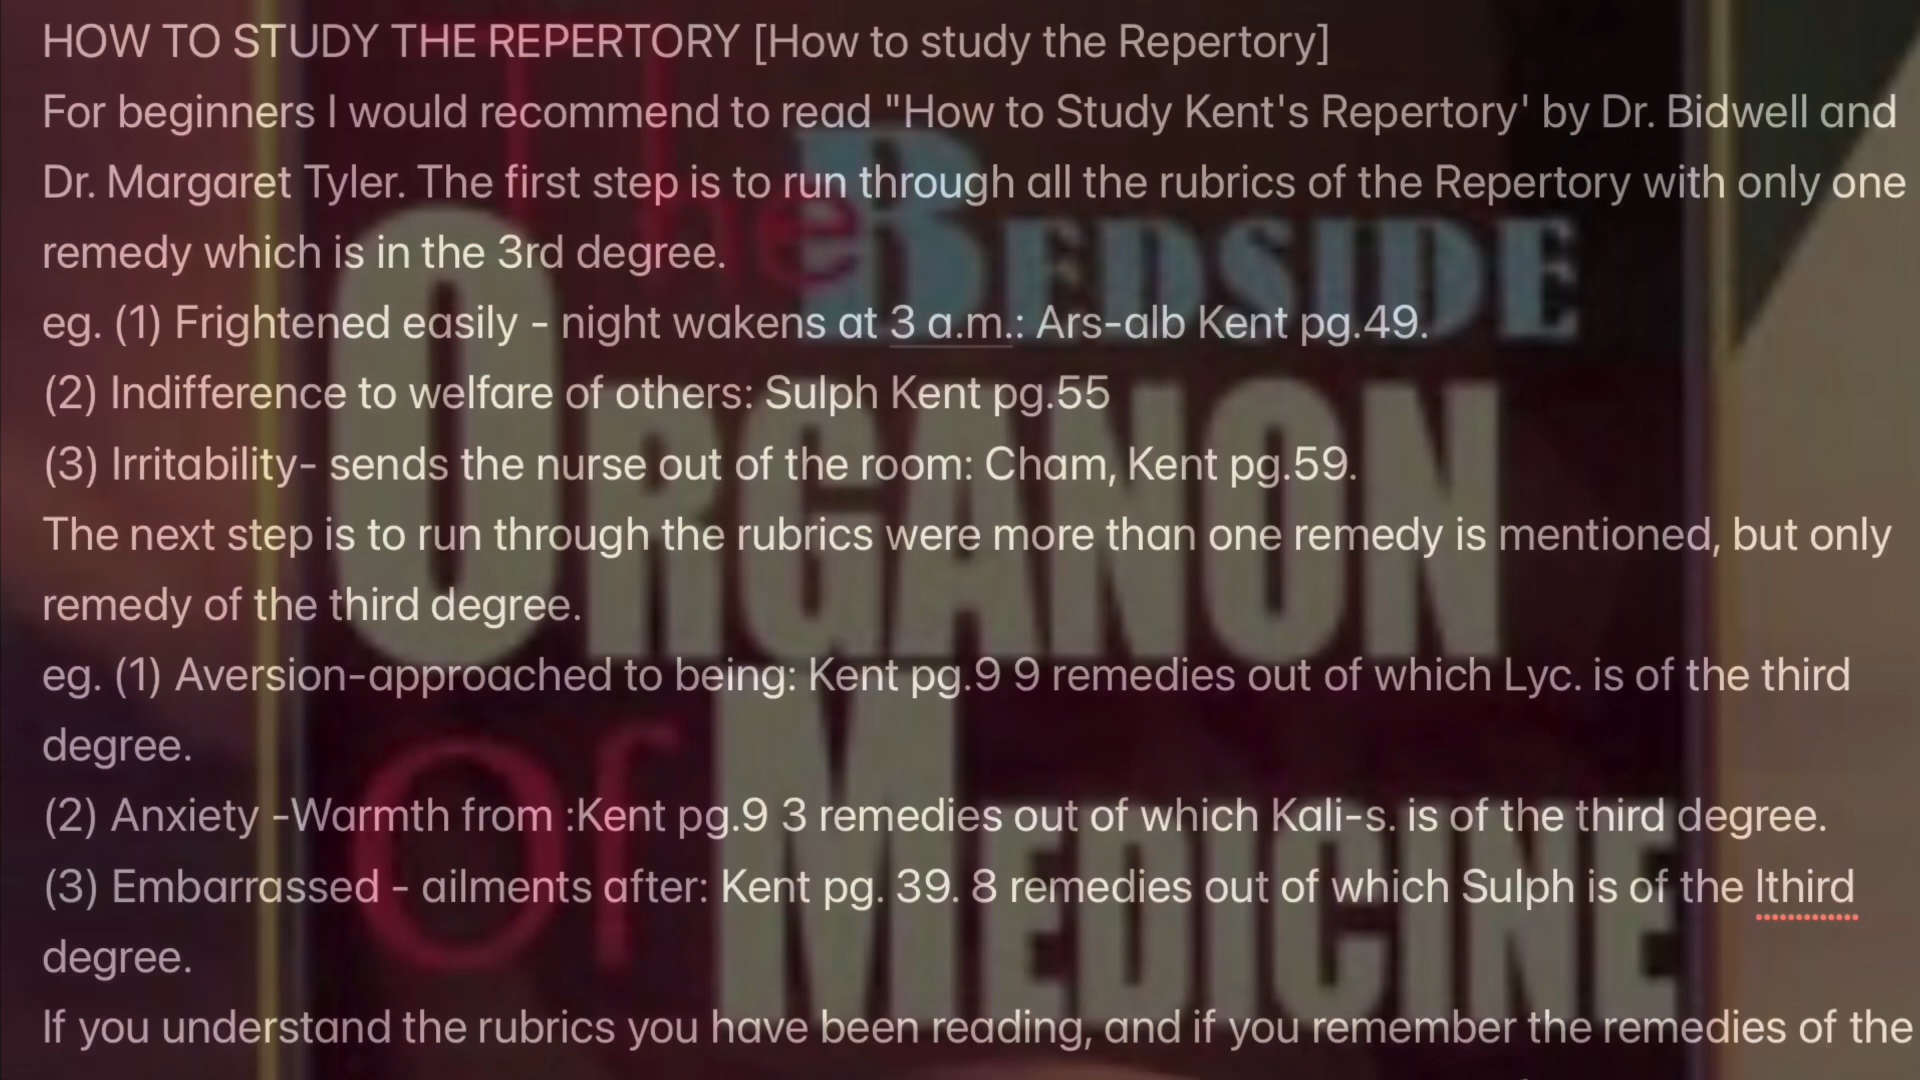 HOW TO STUDY THE REPERTORY [How to study the Repertory]
For beginners I would recommend to read "How to Study Kent's Repertory' by Dr. Bidwell and
Dr. Margaret Tyler. The first step is to run through all the rubrics of the Repertory with only one
remedy which is in the 3rd degree.
eg. (1) Frightened easily - night wakens at 3 a.m.: Ars-alb Kent pg.49.
(2) Indifference to welfare of others: Sulph Kent pg.55
(3) Irritability- sends the nurse out of the room: Cham, Kent pg.59.
The next step is to run through the rubrics were more than one remedy is mentioned, but only
remedy of the third degree.
eg. (1) Aversion-approached to being: Kent pg.9 9 remedies out of which Lyc. is of the third
degree.
(2) Anxiety -Warmth from :Kent pg.9 3 remedies out of which Kali-s. is of the third degree.
(3) Embarrassed - ailments after: Kent pg. 39. 8 remedies out of which Sulph is of the lthird
degree.
If you understand the rubrics you have been reading, and if you remember the remedies of the
The
BEDSIDE
ORGANON
Of
MEDICINE